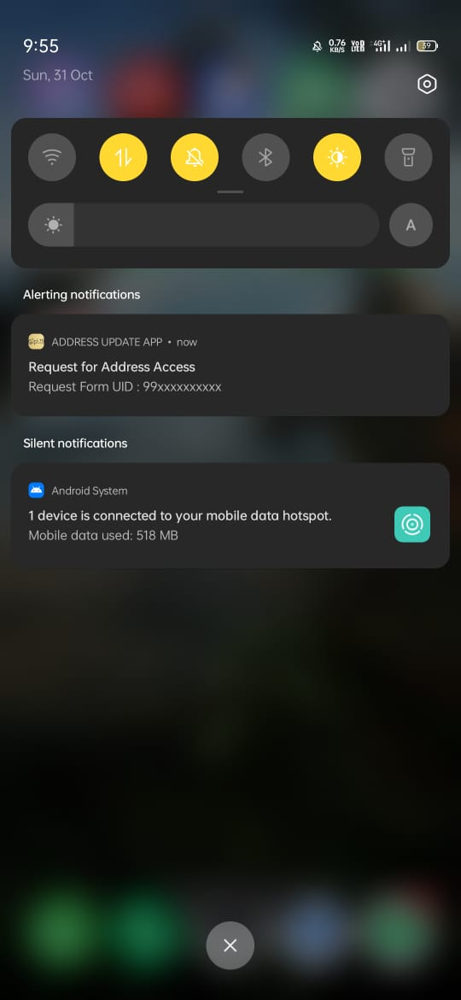 9:55
0.76 KB/S
Vo LTE
4G+
39
Sun, 31 Oct
A
Alerting notifications
ADDRESS UPDATE APP • now
Request for Address Access
Request Form UID : 99xxxxxxxxxx
Silent notifications
Android System
1 device is connected to your mobile data hotspot.
Mobile data used: 518 MB